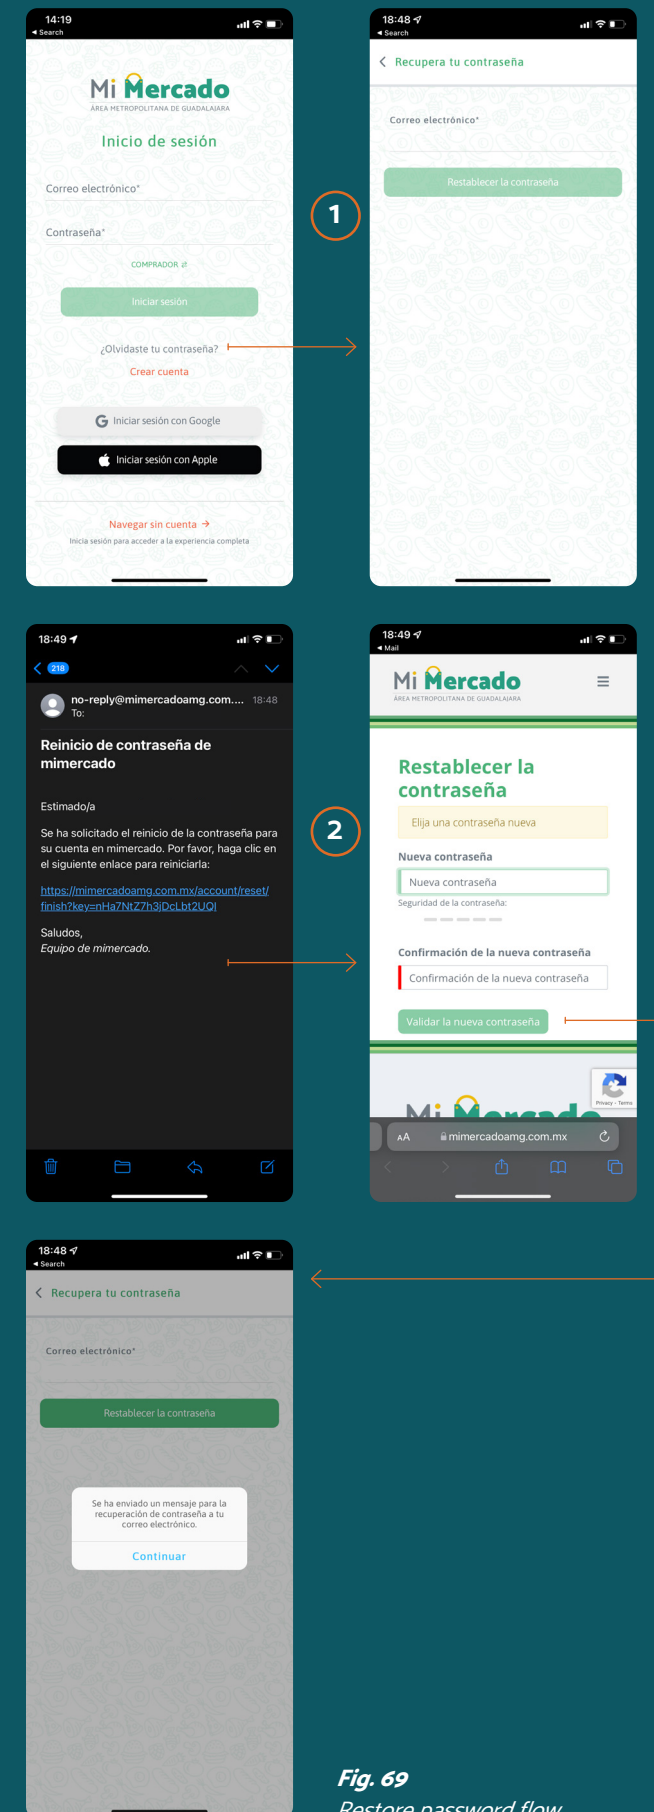 14:19
Search
Mi Mercado
ÁREA METROPOLITANA DE GUADALAJARA
Inicio de sesión
Correo electrónico*
Contraseña*
COMPRADOR ⇄
Iniciar sesión
¿Olvidaste tu contraseña?
Crear cuenta
G Iniciar sesión con Google
Iniciar sesión con Apple
Navegar sin cuenta →
Inicia sesión para acceder a la experiencia completa
1
18:48
Search
Recupera tu contraseña
Correo electrónico*
Restablecer la contraseña
18:49
218
no-reply@mimercadoamg.com.... 18:48
To:
Reinicio de contraseña de
mimercado
Estimado/a
Se ha solicitado el reinicio de la contraseña para
su cuenta en mimercado. Por favor, haga clic en
el siguiente enlace para reiniciarla:
https://mimercadoamg.com.mx/account/reset/
finish?key=nHa7NtZ7h3jDcLbt2UQI
Saludos,
Equipo de mimercado.
2
18:49
Mail
Mi Mercado
ÁREA METROPOLITANA DE GUADALAJARA
Restablecer la
contraseña
Elija una contraseña nueva
Nueva contraseña
Nueva contraseña
Seguridad de la contraseña:
Confirmación de la nueva contraseña
Confirmación de la nueva contraseña
Validar la nueva contraseña
Privacy - Terms
Mi Mercado
AA mimercadoamg.com.mx
18:48
Search
Recupera tu contraseña
Correo electrónico*
Restablecer la contraseña
Se ha enviado un mensaje para la
recuperación de contraseña a tu
correo electrónico.
Continuar
Fig. 69
Restore password flow